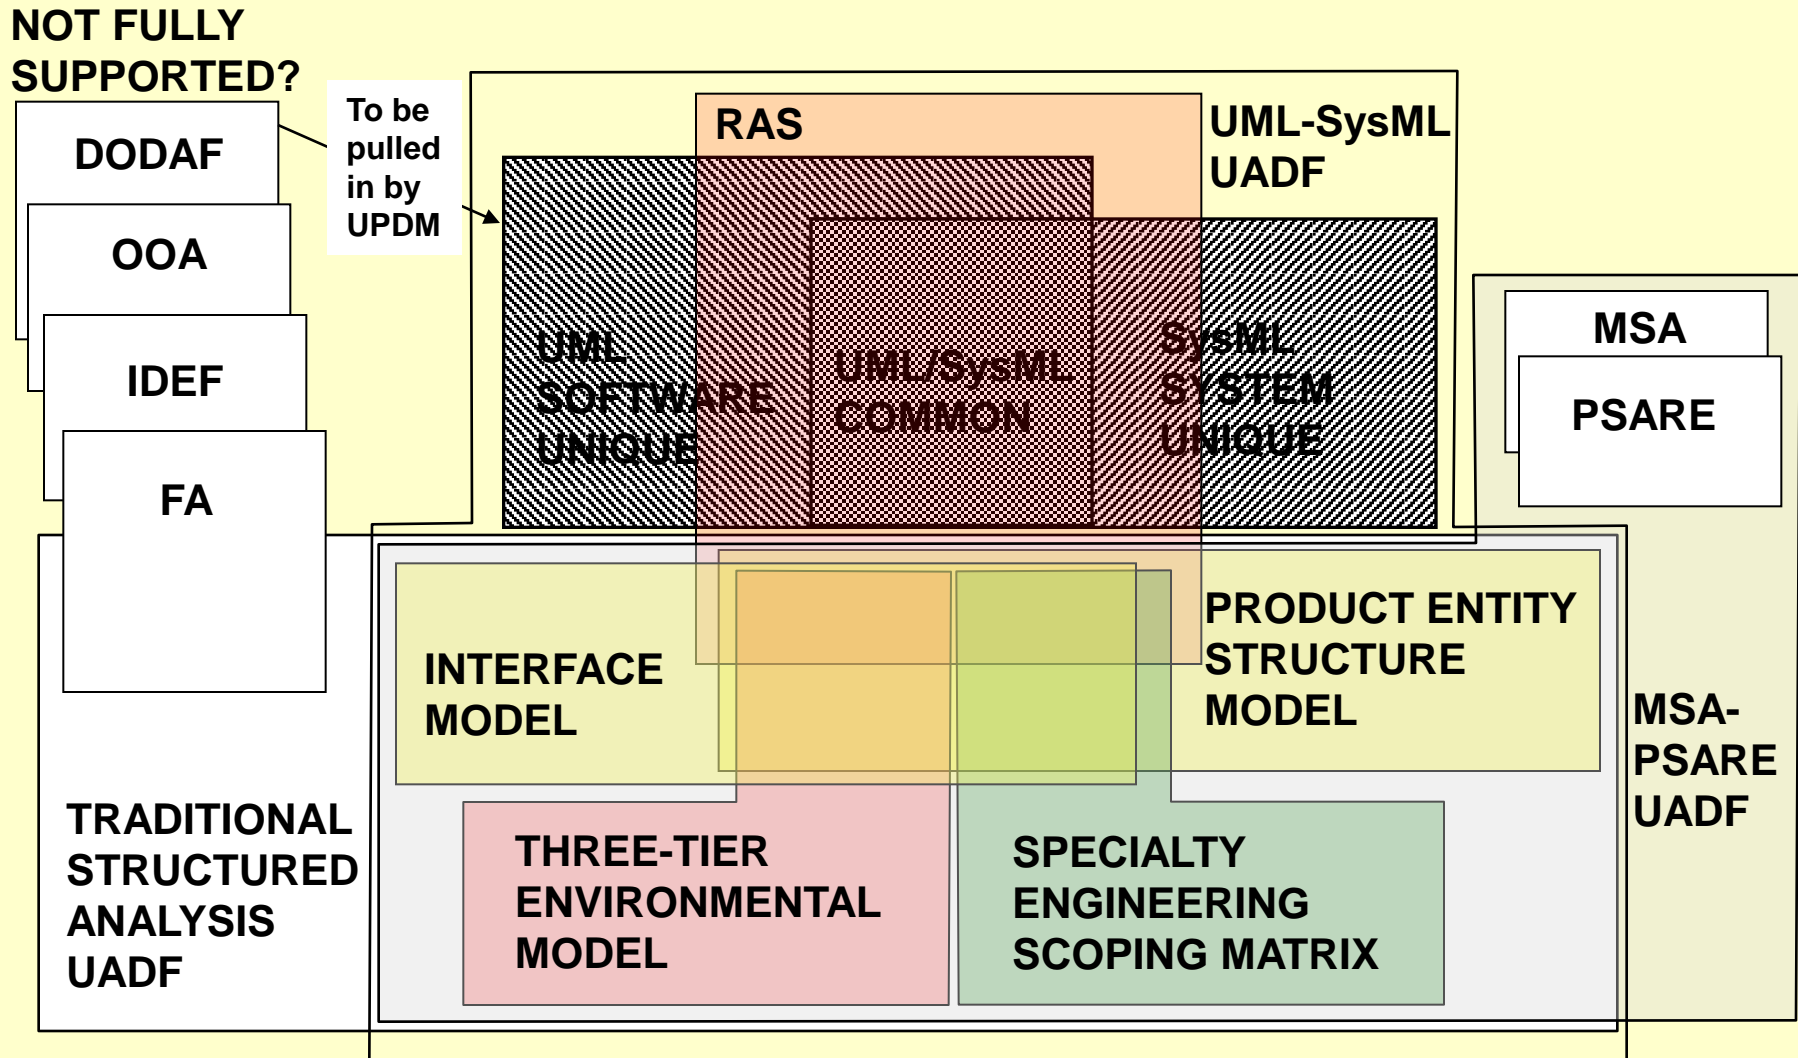 NOT FULLY
SUPPORTED?
DODAF
OOA
IDEF
FA
To be
pulled
in by
UPDM
RAS
UML-SysML
UADF
UML
SOFTWARE
UNIQUE
UML/SysML
COMMON
SysML
SYSTEM
UNIQUE
MSA
PSARE
INTERFACE
MODEL
PRODUCT ENTITY
STRUCTURE
MODEL
MSA-
PSARE
UADF
TRADITIONAL
STRUCTURED
ANALYSIS
UADF
THREE-TIER
ENVIRONMENTAL
MODEL
SPECIALTY
ENGINEERING
SCOPING MATRIX